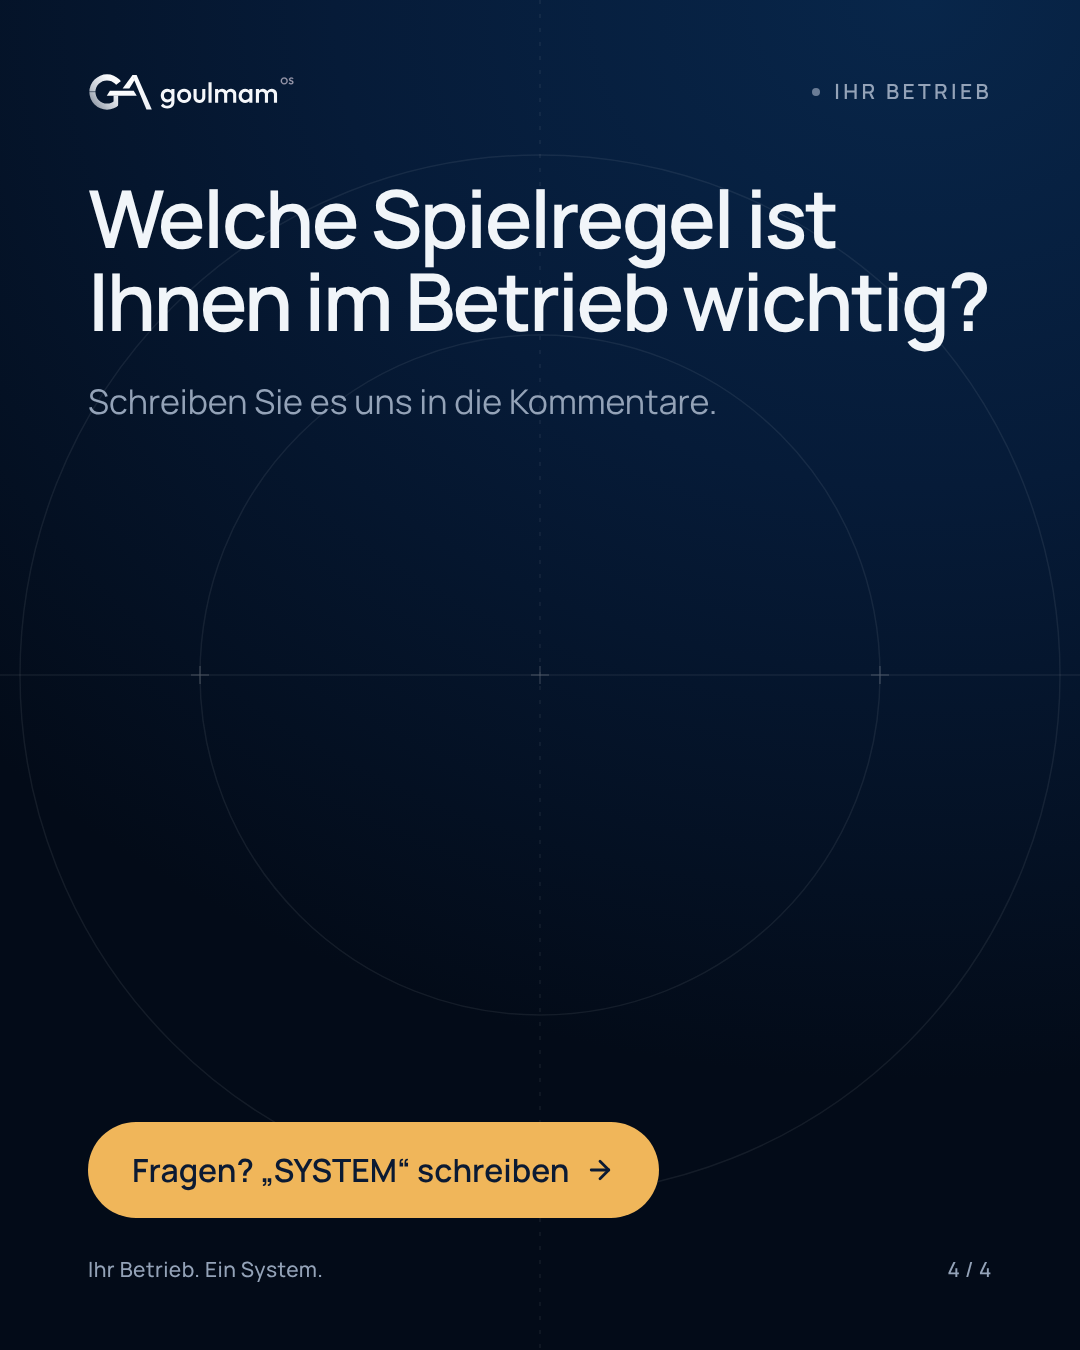 GA goulmam OS
IHR BETRIEB
Welche Spielregel ist
Ihnen im Betrieb wichtig?
Schreiben Sie es uns in die Kommentare.
Fragen? „SYSTEM“ schreiben →
Ihr Betrieb. Ein System.
4 / 4